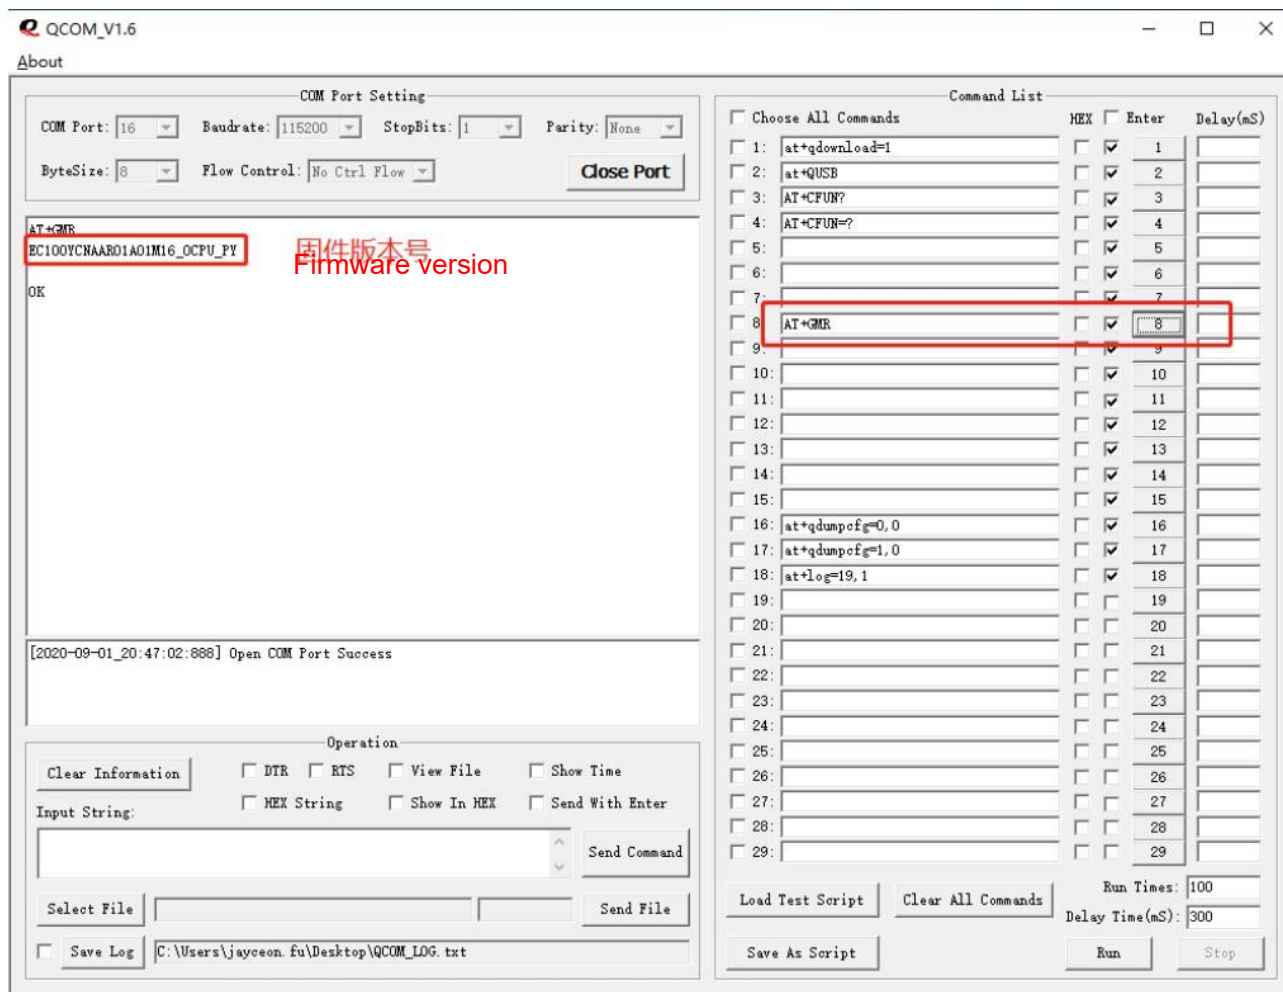 QCOM_V1.6
About
COM Port Setting
COM Port: 16 Baudrate: 115200 StopBits: 1 Parity: None
ByteSize: 8 Flow Control: No Ctrl Flow Close Port
AT+GMR
EC100YCNAAR01A01M16_OCPU_PY
固件版本号
Firmware version
OK
[2020-09-01_20:47:02:888] Open COM Port Success
Operation
Clear Information DTR RTS View File Show Time
HEX String Show In HEX Send With Enter
Input String:
Send Command
Select File Send File
Save Log C:\Users\jayceon.fu\Desktop\QCOM_LOG.txt
Command List
Choose All Commands HEX Enter Delay(mS)
1: at+qdownload=1 1
2: at+QUSB 2
3: AT+CFUN? 3
4: AT+CFUN=? 4
5: 5
6: 6
7: 7
8 AT+GMR 8
9: 9
10: 10
11: 11
12: 12
13: 13
14: 14
15: 15
16: at+qdumpcfg=0,0 16
17: at+qdumpcfg=1,0 17
18: at+log=19,1 18
19: 19
20: 20
21: 21
22: 22
23: 23
24: 24
25: 25
26: 26
27: 27
28: 28
29: 29
Run Times: 100
Load Test Script Clear All Commands
Delay Time(mS): 300
Save As Script Run Stop